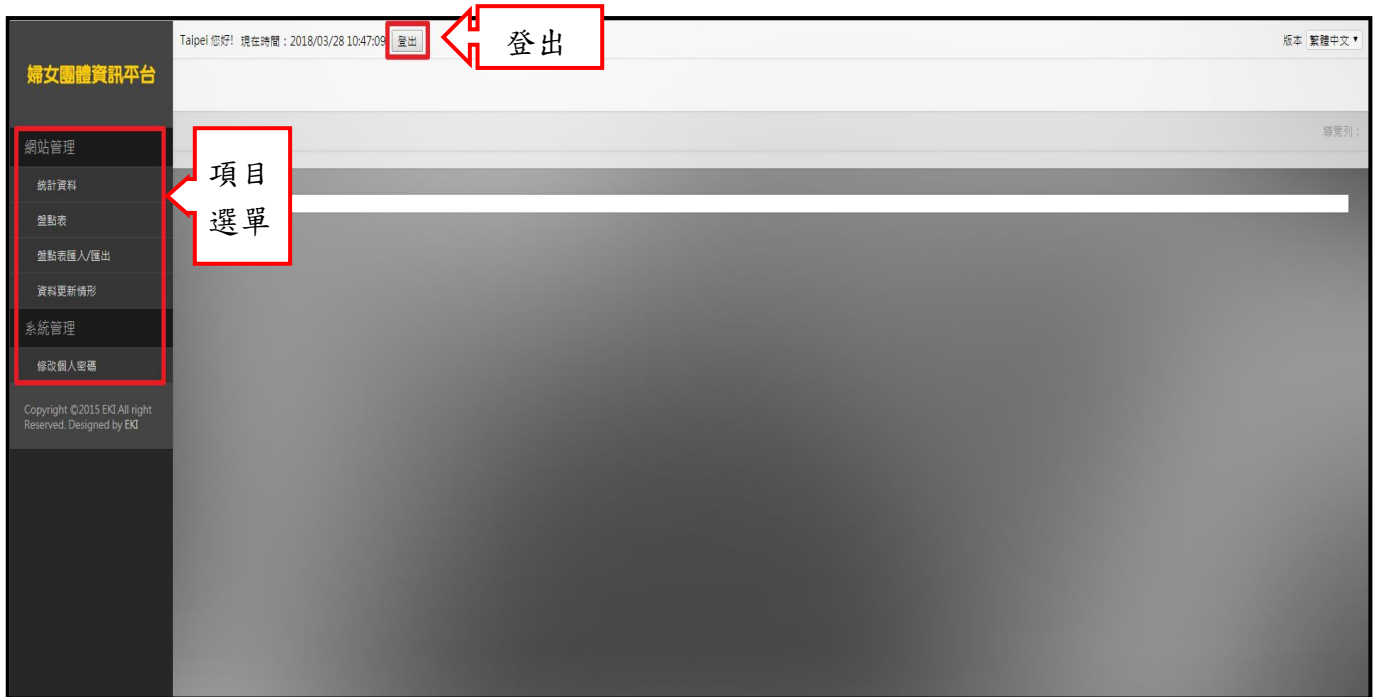 Taipei 您好! 現在時間：2018/03/28 10:47:09 登出
登出
版本 繁體中文
婦女團體資訊平台
導覽列：
網站管理
統計資料
盤點表
盤點表匯入/匯出
資料更新情形
系統管理
修改個人密碼
項目
選單
Copyright ©2015 EKI All right
Reserved. Designed by EKI